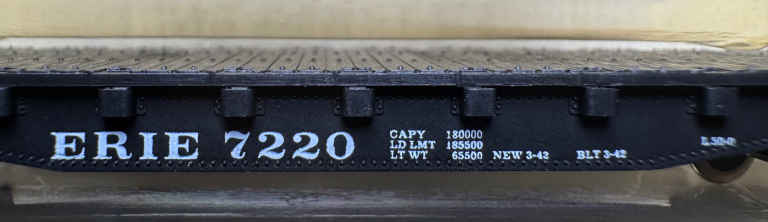 ERIE 7220
CAPY 180000
LD LMT 185500
LT WT 65500 NEW 3-42 BLT 3-42